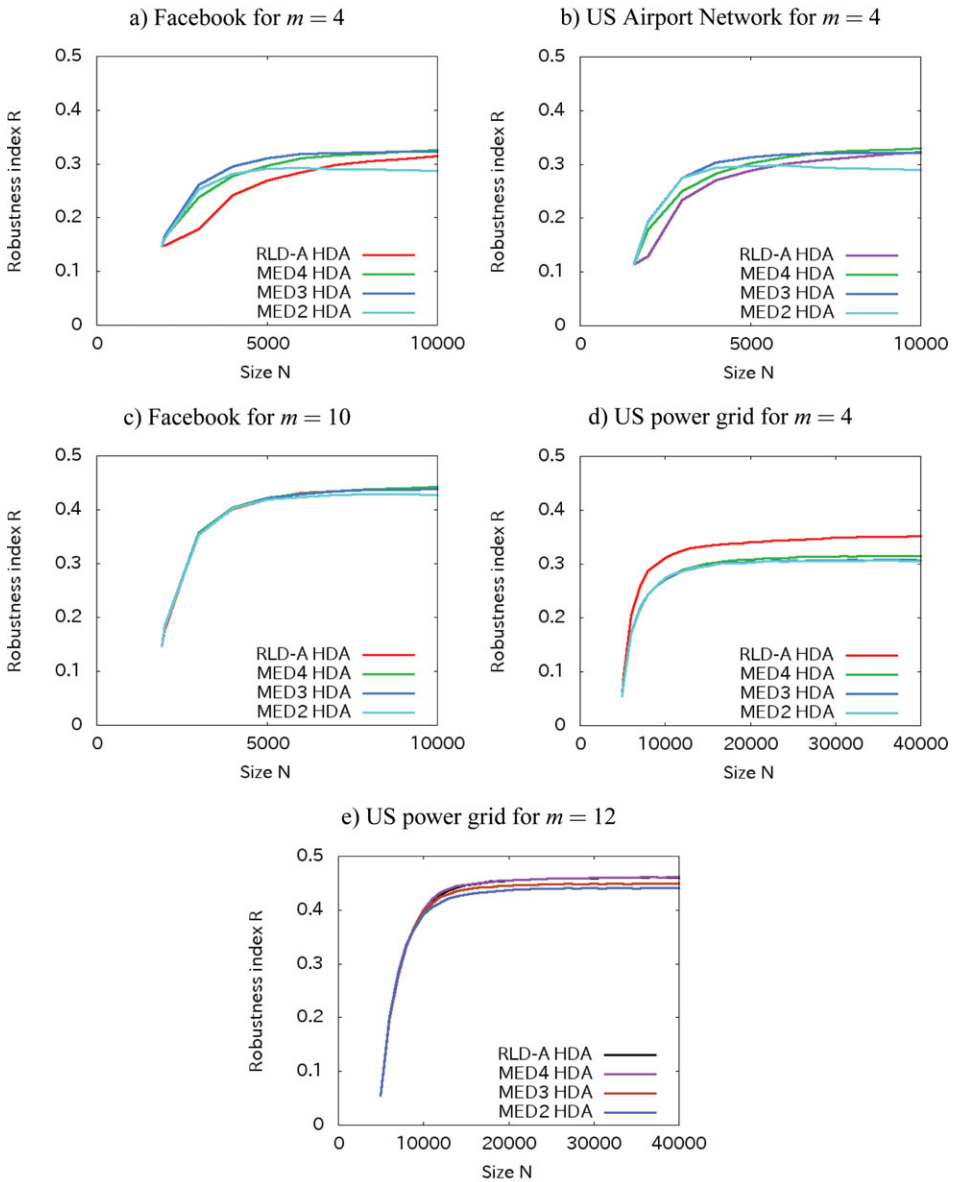 a) Facebook for m = 4
b) US Airport Network for m = 4
0.5
0.4
0.3
0.2
0.1
0
Robustness index R
RLD-A HDA
MED4 HDA
MED3 HDA
MED2 HDA
0 5000 10000
Size N
0.5
0.4
0.3
0.2
0.1
0
Robustness index R
RLD-A HDA
MED4 HDA
MED3 HDA
MED2 HDA
0 5000 10000
Size N
c) Facebook for m = 10
d) US power grid for m = 4
0.5
0.4
0.3
0.2
0.1
0
Robustness index R
RLD-A HDA
MED4 HDA
MED3 HDA
MED2 HDA
0 5000 10000
Size N
0.5
0.4
0.3
0.2
0.1
0
Robustness index R
RLD-A HDA
MED4 HDA
MED3 HDA
MED2 HDA
0 10000 20000 30000 40000
Size N
e) US power grid for m = 12
0.5
0.4
0.3
0.2
0.1
0
Robustness index R
RLD-A HDA
MED4 HDA
MED3 HDA
MED2 HDA
0 10000 20000 30000 40000
Size N